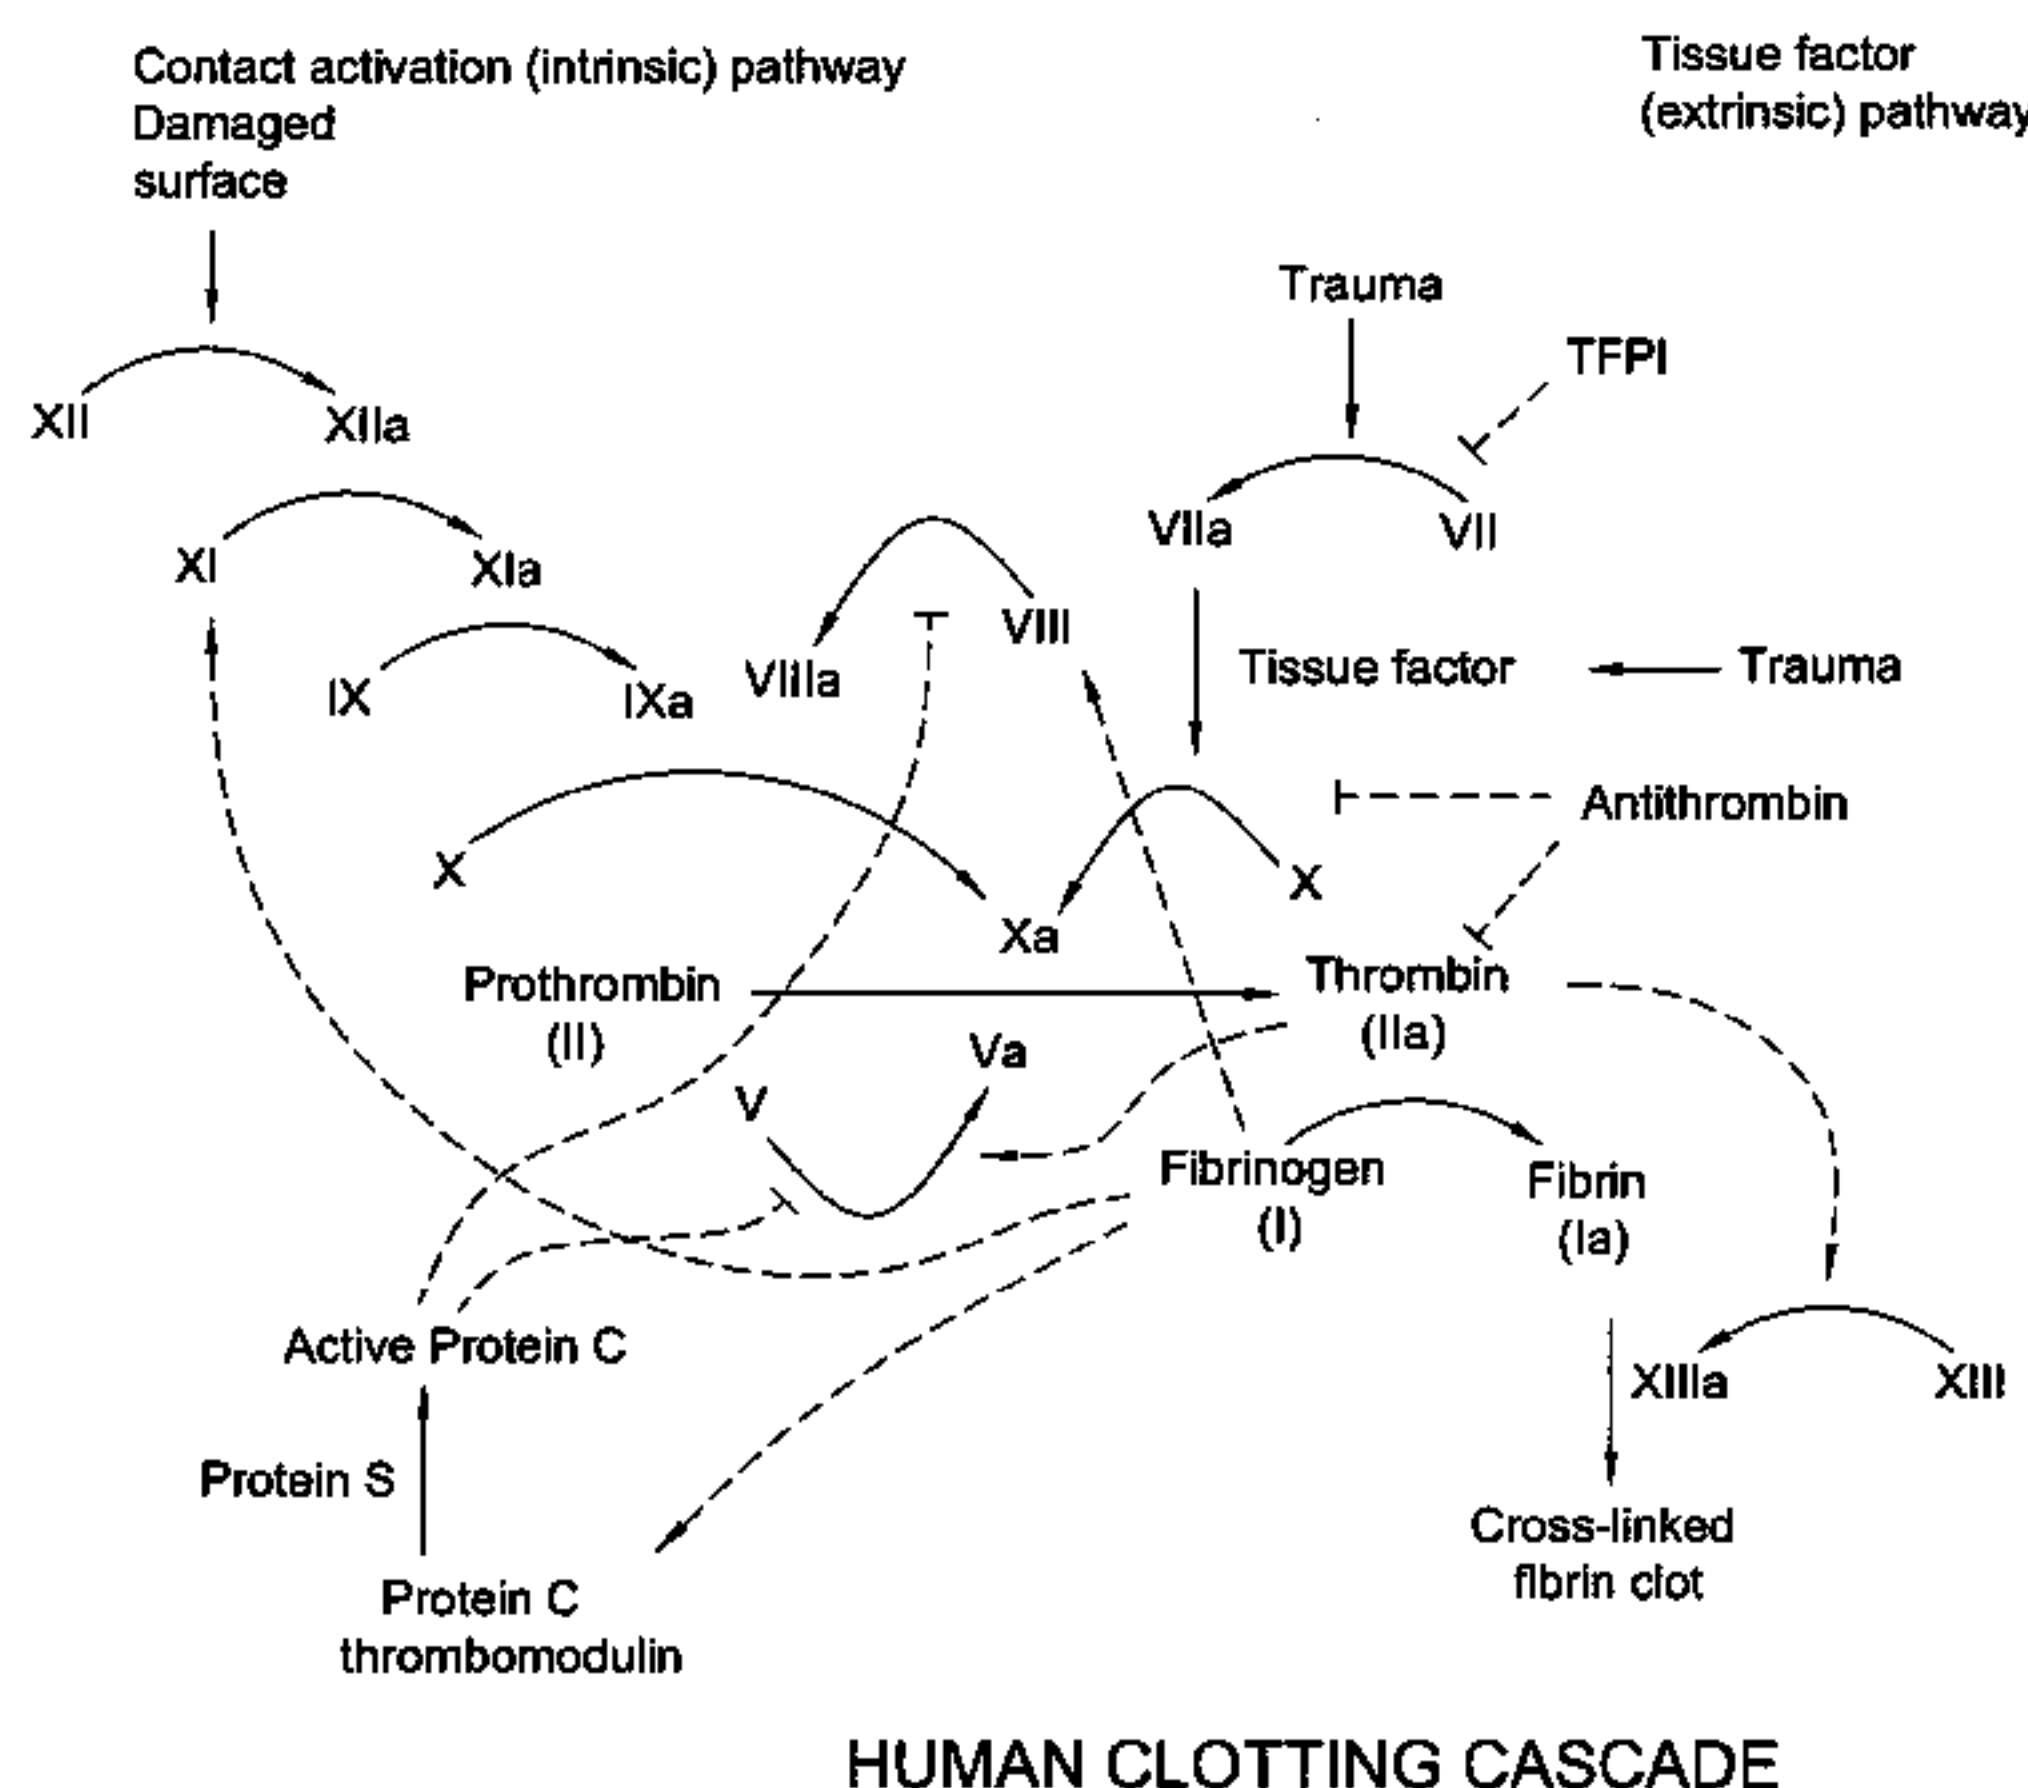 Contact activation (intrinsic) pathway
Damaged
surface
Tissue factor
(extrinsic) pathway
Trauma
TFPI
XII
XIIa
VIIa
VII
XI
XIa
VIII
VIIIa
IX
IXa
Tissue factor
Trauma
Antithrombin
X
X
Xa
Prothrombin
(II)
Thrombin
(IIa)
Va
V
Fibrinogen
(I)
Fibrin
(Ia)
Active Protein C
XIIIa
XIII
Protein S
Cross-linked
fibrin clot
Protein C
thrombomodulin
HUMAN CLOTTING CASCADE